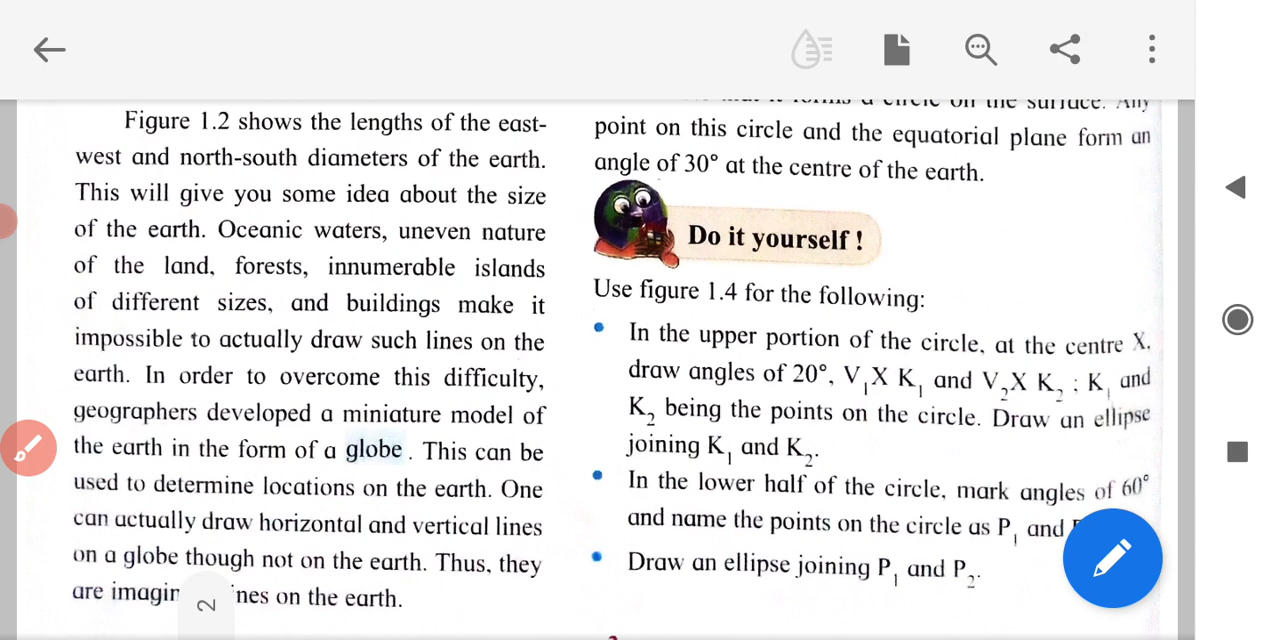 Figure 1.2 shows the lengths of the east-
west and north-south diameters of the earth.
This will give you some idea about the size
of the earth. Oceanic waters, uneven nature
of the land, forests, innumerable islands
of different sizes, and buildings make it
impossible to actually draw such lines on the
earth. In order to overcome this difficulty,
geographers developed a miniature model of
the earth in the form of a globe. This can be
used to determine locations on the earth. One
can actually draw horizontal and vertical lines
on a globe though not on the earth. Thus, they
are on the earth.
2
that it forms a circle on the surface. Any
point on this circle and the equatorial plane form an
angle of 30° at the centre of the earth.
Do it yourself !
Use figure 1.4 for the following:
• In the upper portion of the circle, at the centre X,
draw angles of 20°, V₁X K₁ and V₂X K₂ ; K₁ and
K₂ being the points on the circle. Draw an ellipse
joining K₁ and K₂.
• In the lower half of the circle, mark angles of 60°
and name the points on the circle as P₁ and
• Draw an ellipse joining P₁ and P₂.